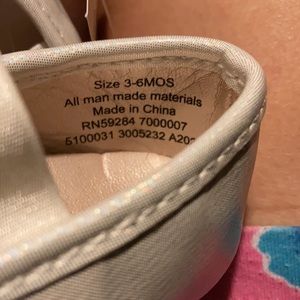 Size 3-6MOS
All man made materials
Made in China
RN59284 7000007
5100031 3005232